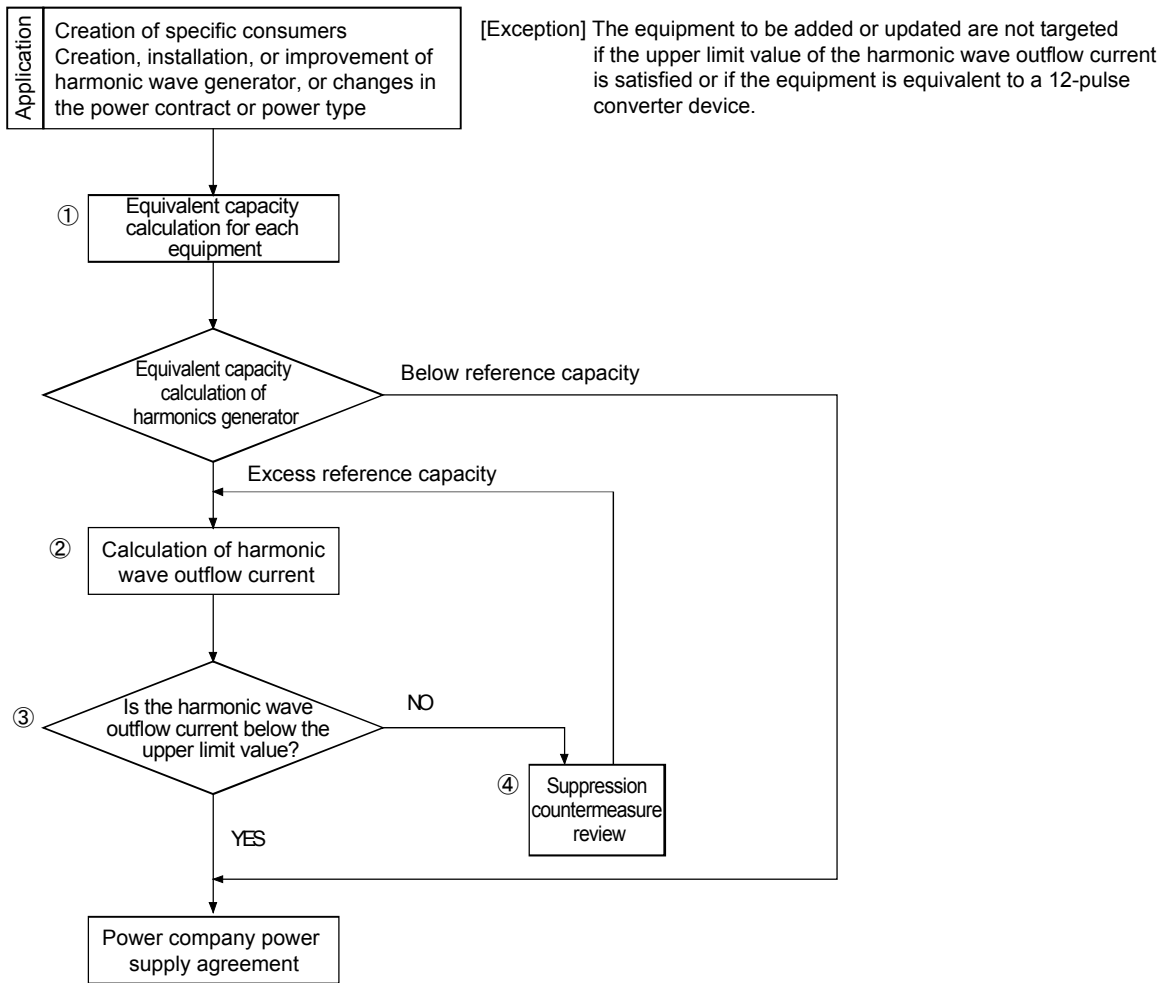 Application
Creation of specific consumers
Creation, installation, or improvement of
harmonic wave generator, or changes in
the power contract or power type
[Exception] The equipment to be added or updated are not targeted
if the upper limit value of the harmonic wave outflow current
is satisfied or if the equipment is equivalent to a 12-pulse
converter device.
①
Equivalent capacity
calculation for each
equipment
Equivalent capacity
calculation of
harmonics generator
Below reference capacity
Excess reference capacity
②
Calculation of harmonic
wave outflow current
③
Is the harmonic wave
outflow current below the
upper limit value?
NO
④
Suppression
countermeasure
review
YES
Power company power
supply agreement